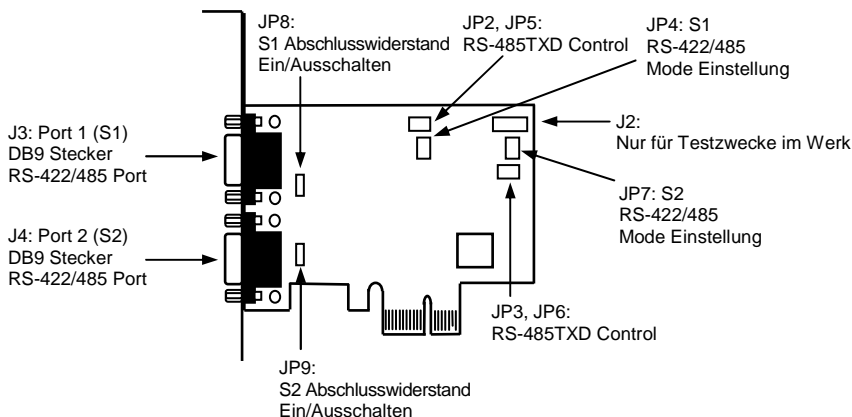 JP8:
S1 Abschlusswiderstand
Ein/Ausschalten
JP2, JP5:
RS-485TXD Control
JP4: S1
RS-422/485
Mode Einstellung
J3: Port 1 (S1)
DB9 Stecker
RS-422/485 Port
J2:
Nur für Testzwecke im Werk
JP7: S2
RS-422/485
Mode Einstellung
J4: Port 2 (S2)
DB9 Stecker
RS-422/485 Port
JP3, JP6:
RS-485TXD Control
JP9:
S2 Abschlusswiderstand
Ein/Ausschalten